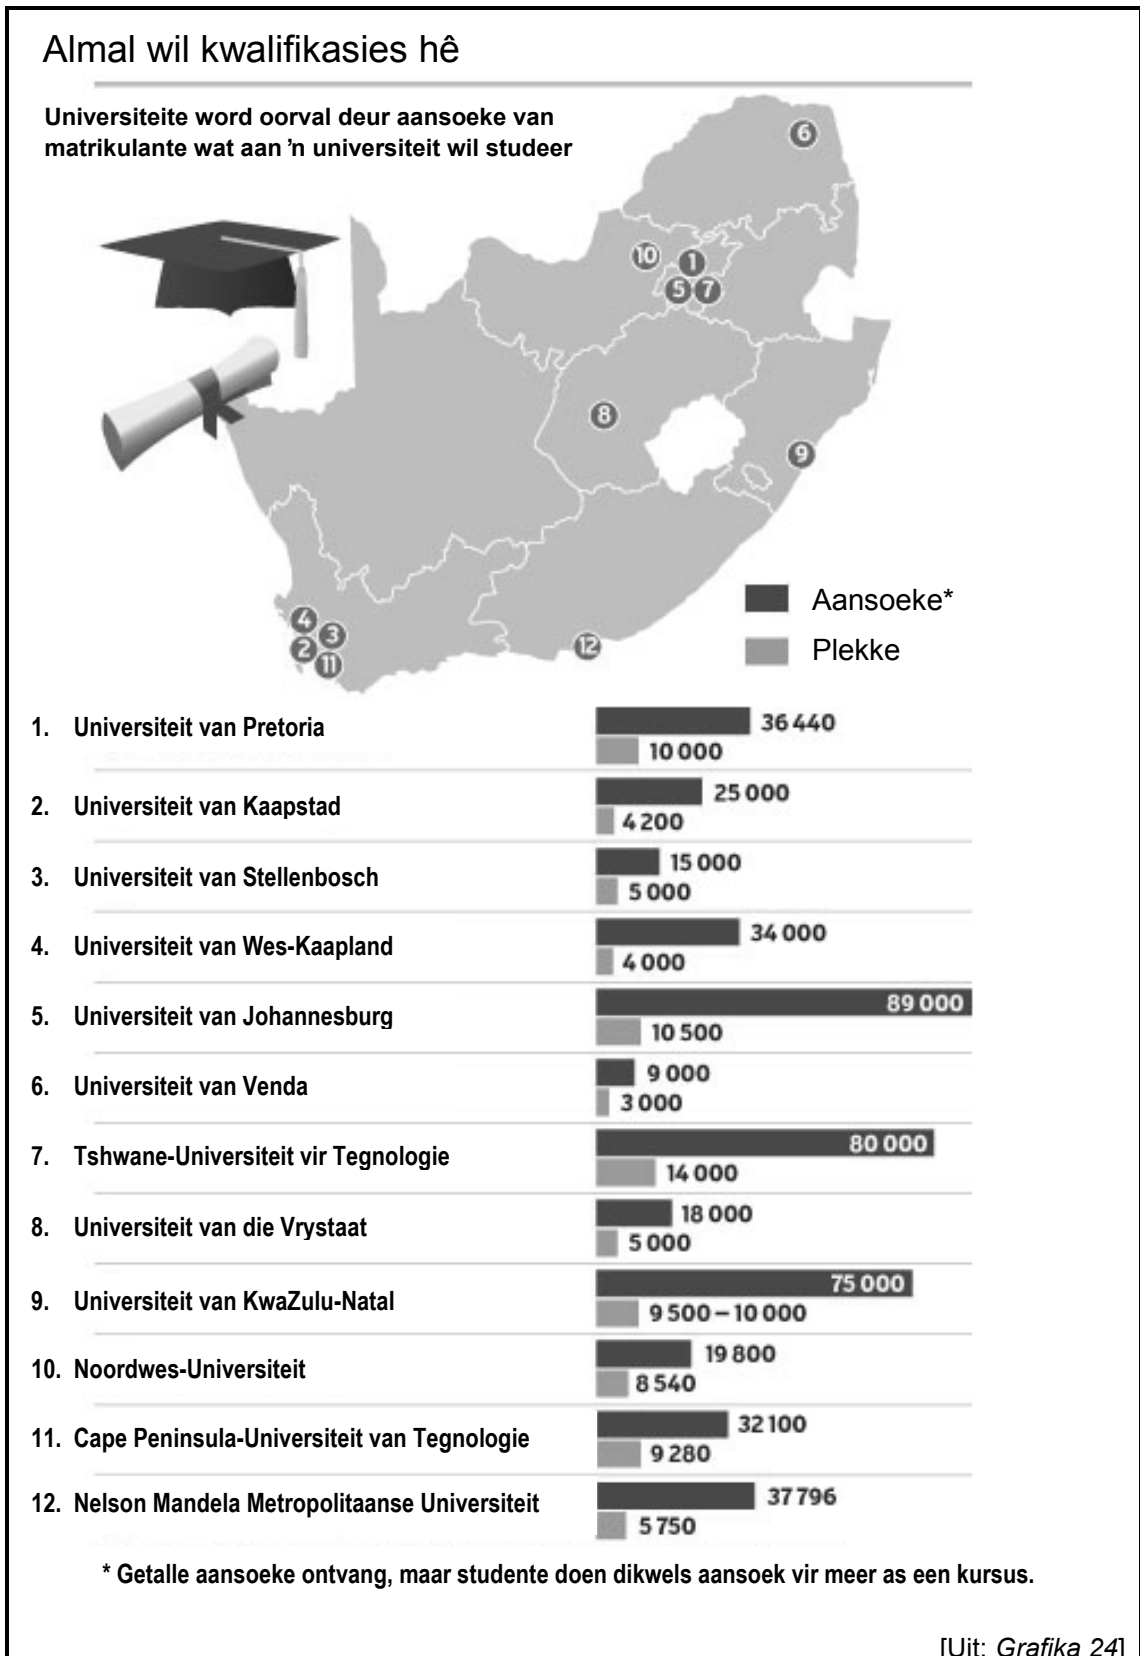 Almal wil kwalifikasies hê
Universiteite word oorval deur aansoeke van
matrikulante wat aan 'n universiteit wil studeer
6
10
1
5
7
8
9
4
3
2
11
12
Aansoeke*
Plekke
1. Universiteit van Pretoria
36 440
10 000
2. Universiteit van Kaapstad
25 000
4 200
3. Universiteit van Stellenbosch
15 000
5 000
4. Universiteit van Wes-Kaapland
34 000
4 000
5. Universiteit van Johannesburg
89 000
10 500
6. Universiteit van Venda
9 000
3 000
7. Tshwane-Universiteit vir Tegnologie
80 000
14 000
8. Universiteit van die Vrystaat
18 000
5 000
9. Universiteit van KwaZulu-Natal
75 000
9 500 – 10 000
10. Noordwes-Universiteit
19 800
8 540
11. Cape Peninsula-Universiteit van Tegnologie
32 100
9 280
12. Nelson Mandela Metropolitaanse Universiteit
37 796
5 750
* Getalle aansoeke ontvang, maar studente doen dikwels aansoek vir meer as een kursus.
[Uit: Grafika 24]